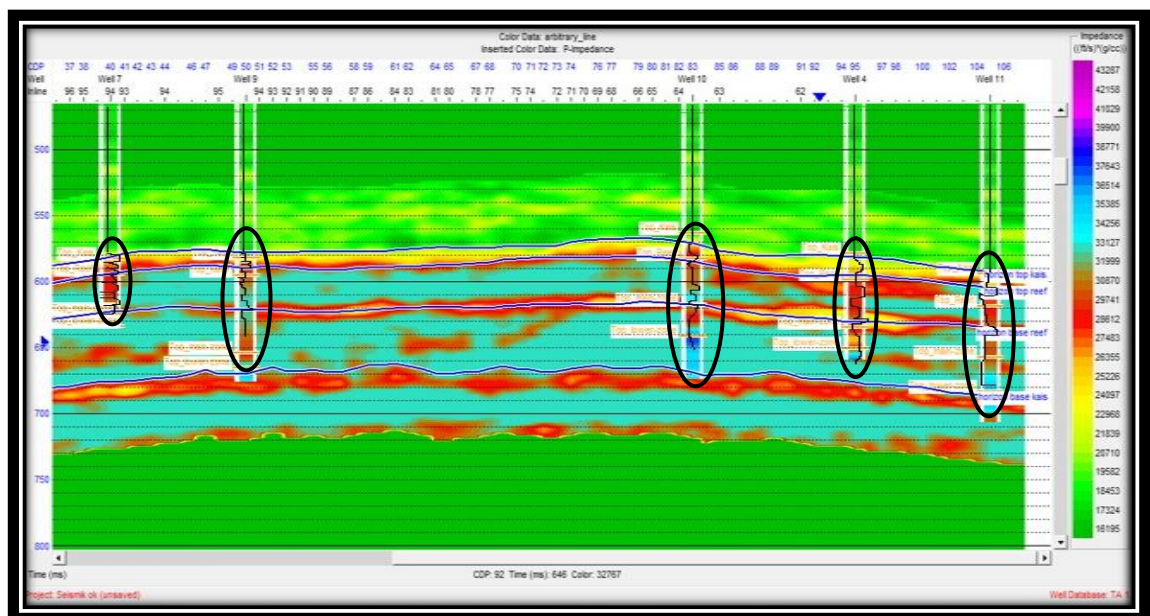 Color Data: arbitrary_line
Inserted Color Data: P-Impedance
Impedance
((ft/s)*(g/cc))
CDP 37 38 40 41 42 43 44 46 47 49 50 51 52 53 55 56 58 59 61 62 64 65 67 68 70 71 72 73 74 76 77 79 80 81 82 83 85 86 88 89 91 92 94 95 97 98 100 102 104 106
Well Well 7 Well 9 Well 10 Well 4 Well 11
Inline 96 95 94 93 94 95 94 93 92 91 90 89 87 86 84 83 81 80 78 77 75 74 72 71 70 69 68 66 65 64 63 62
500
550
600
650
700
750
800
horizon top kais
horizon top reef
horizon base reef
horizon base kais
43287
42158
41029
39900
38771
37643
36514
35385
34256
33127
31999
30870
29741
28612
27483
26355
25226
24097
22968
21839
20710
19582
18453
17324
16195
Time (ms)
CDP: 92 Time (ms): 646 Color: 32767
Project: Seismik ok (unsaved)
Well Database: TA 1